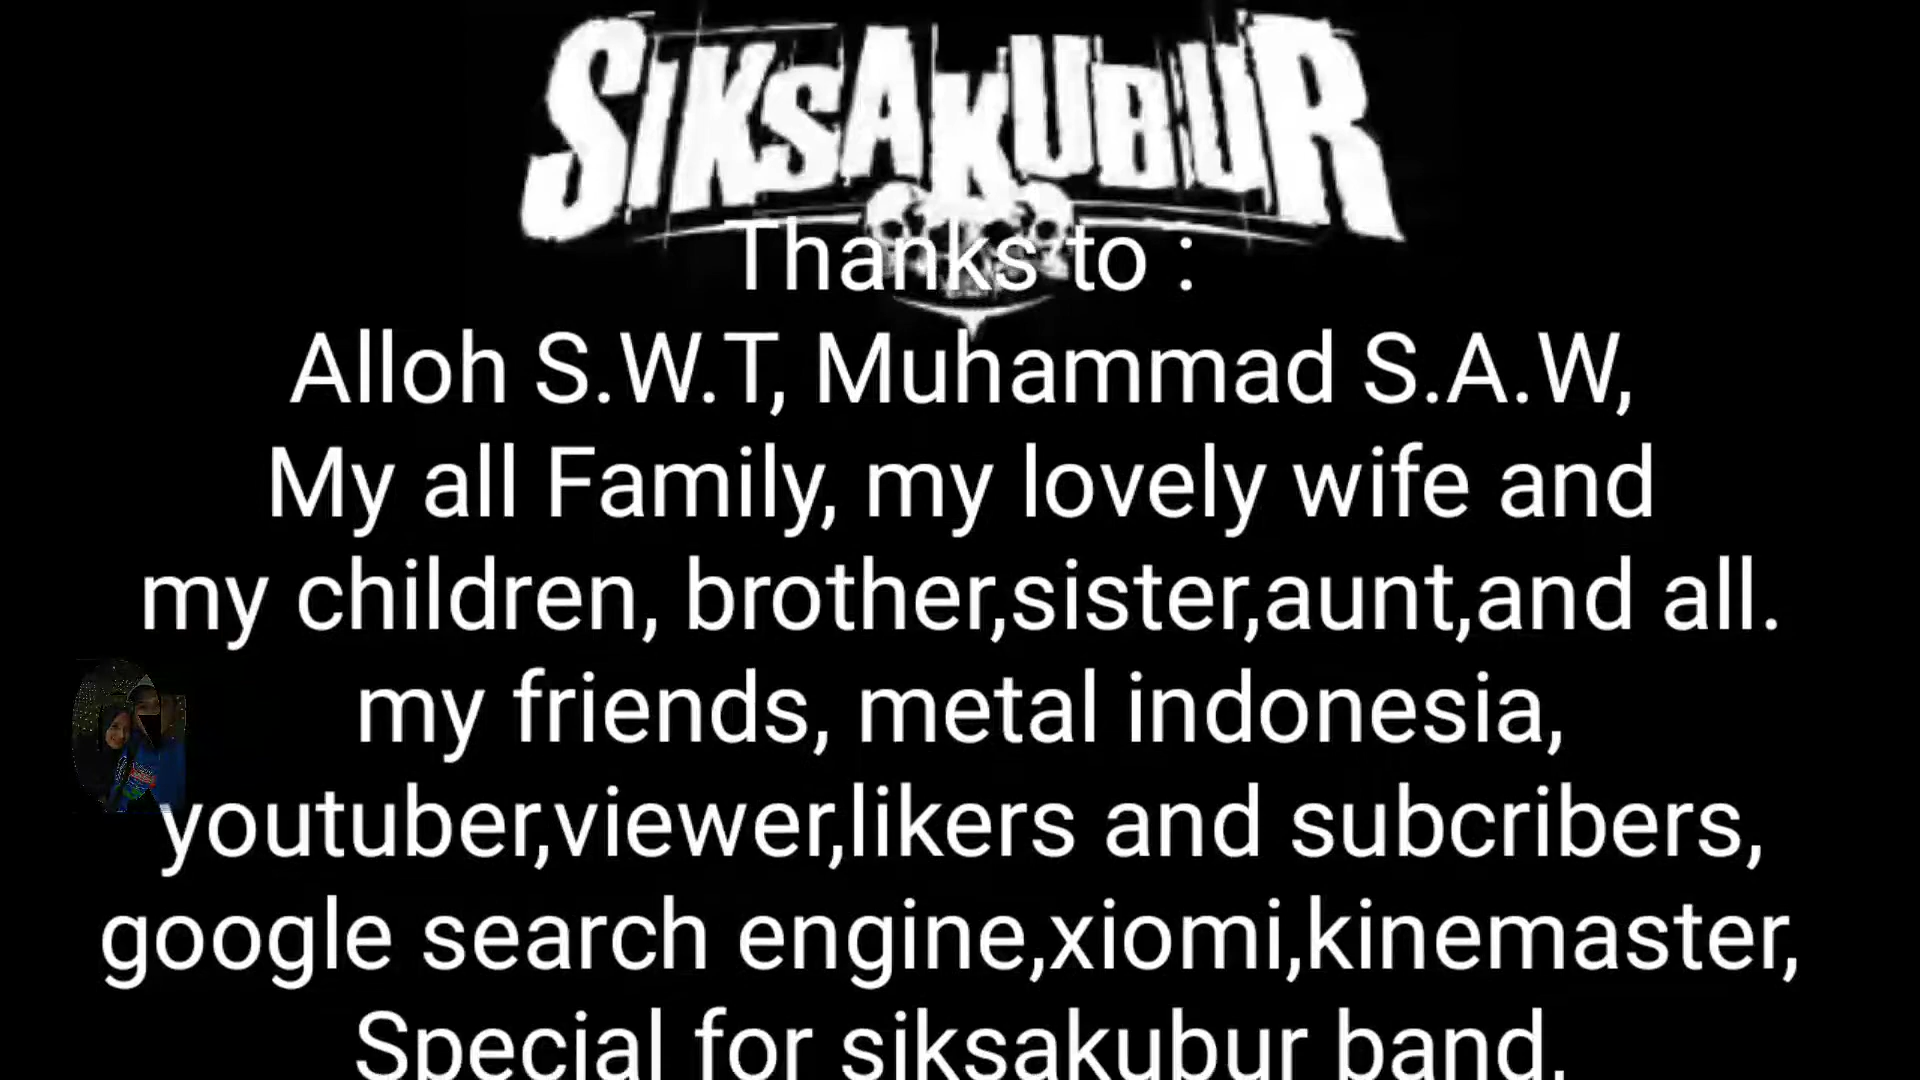 SIKSAKUBUR
Thanks to :
Alloh S.W.T, Muhammad S.A.W,
My all Family, my lovely wife and
my children, brother,sister,aunt,and all.
my friends, metal indonesia,
youtuber,viewer,likers and subcribers,
google search engine,xiomi,kinemaster,
Special for siksakubur band,